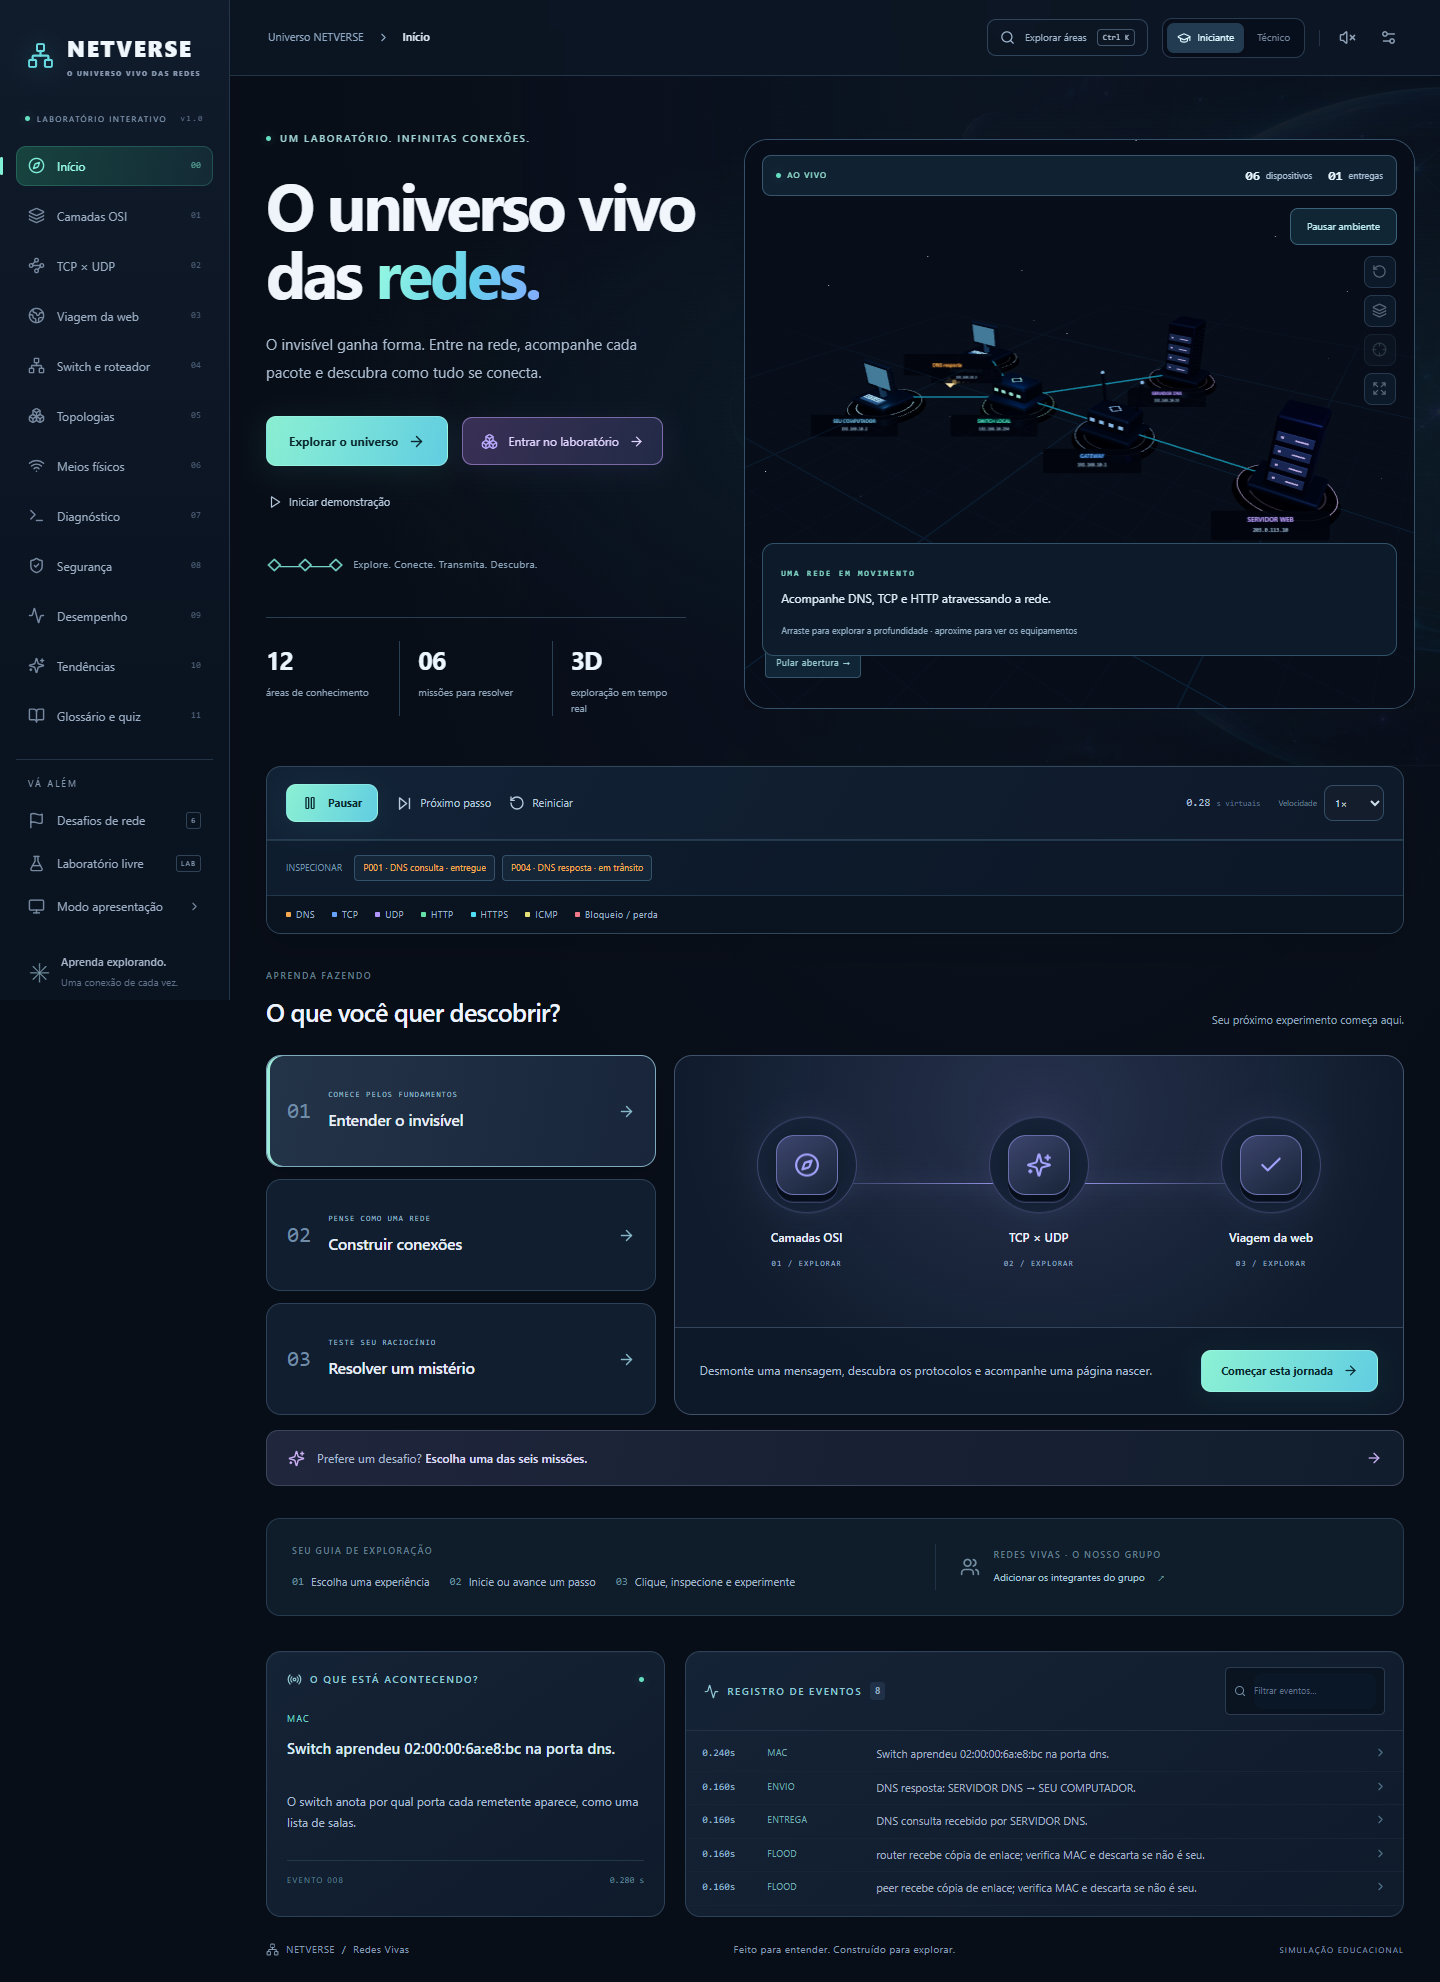 NETVERSE
O UNIVERSO VIVO DAS REDES
LABORATÓRIO INTERATIVO v1.0
Início 00
Camadas OSI 01
TCP × UDP 02
Viagem da web 03
Switch e roteador 04
Topologias 05
Meios físicos 06
Diagnóstico 07
Segurança 08
Desempenho 09
Tendências 10
Glossário e quiz 11
VÁ ALÉM
Desafios de rede 6
Laboratório livre LAB
Modo apresentação
Aprenda explorando.
Uma conexão de cada vez.
Universo NETVERSE > Início
Explorar áreas Ctrl K
Iniciante Técnico
UM LABORATÓRIO. INFINITAS CONEXÕES.
O universo vivo
das redes.
O invisível ganha forma. Entre na rede, acompanhe cada
pacote e descubra como tudo se conecta.
Explorar o universo →
Entrar no laboratório →
Iniciar demonstração
Explore. Conecte. Transmita. Descubra.
12
áreas de conhecimento
06
missões para resolver
3D
exploração em tempo
real
AO VIVO
06 dispositivos 01 entregas
Pausar ambiente
DNS resposta
SEU COMPUTADOR
SWITCH LOCAL
GATEWAY
SERVIDOR DNS
SERVIDOR WEB
203.0.113.10
UMA REDE EM MOVIMENTO
Acompanhe DNS, TCP e HTTP atravessando a rede.
Arraste para explorar a profundidade · aproxime para ver os equipamentos
Pular abertura →
Pausar
Próximo passo
Reiniciar
0.28 s virtuais
Velocidade 1×
INSPECIONAR
P001 · DNS consulta · entregue
P004 · DNS resposta · em trânsito
DNS TCP UDP HTTP HTTPS ICMP Bloqueio / perda
APRENDA FAZENDO
O que você quer descobrir?
Seu próximo experimento começa aqui.
01
COMECE PELOS FUNDAMENTOS
Entender o invisível
02
PENSE COMO UMA REDE
Construir conexões
03
TESTE SEU RACIOCÍNIO
Resolver um mistério
Camadas OSI
01 / EXPLORAR
TCP × UDP
02 / EXPLORAR
Viagem da web
03 / EXPLORAR
Desmonte uma mensagem, descubra os protocolos e acompanhe uma página nascer.
Começar esta jornada →
Prefere um desafio? Escolha uma das seis missões.
SEU GUIA DE EXPLORAÇÃO
01 Escolha uma experiência 02 Inicie ou avance um passo 03 Clique, inspecione e experimente
REDES VIVAS · O NOSSO GRUPO
Adicionar os integrantes do grupo ↗
O QUE ESTÁ ACONTECENDO?
MAC
Switch aprendeu 02:00:00:6a:e8:bc na porta dns.
O switch anota por qual porta cada remetente aparece, como uma
lista de salas.
EVENTO 008 0.280 s
REGISTRO DE EVENTOS 8
Filtrar eventos...
0.240s MAC Switch aprendeu 02:00:00:6a:e8:bc na porta dns.
0.160s ENVIO DNS resposta: SERVIDOR DNS → SEU COMPUTADOR.
0.160s ENTREGA DNS consulta recebido por SERVIDOR DNS.
0.160s FLOOD router recebe cópia de enlace; verifica MAC e descarta se não é seu.
0.160s FLOOD peer recebe cópia de enlace; verifica MAC e descarta se não é seu.
NETVERSE / Redes Vivas
Feito para entender. Construído para explorar.
SIMULAÇÃO EDUCACIONAL